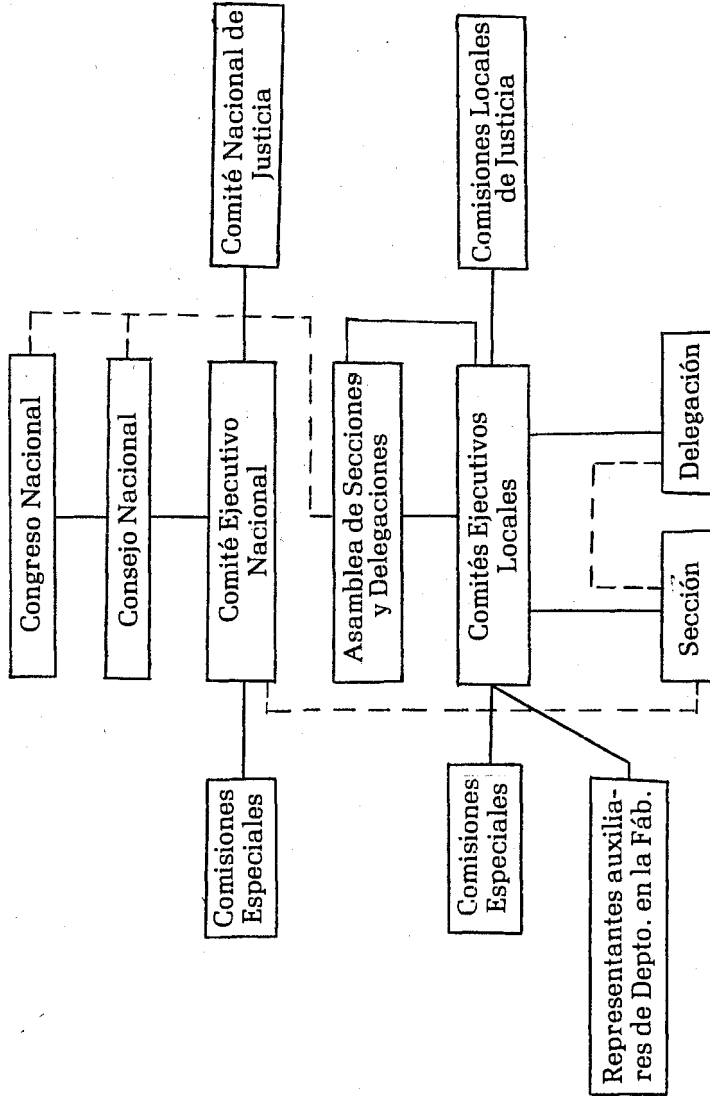 Congreso Nacional
Consejo Nacional
Comité Ejecutivo
Nacional
Comisiones
Especiales
Comité Nacional de
Justicia
Asamblea de Secciones
y Delegaciones
Comités Ejecutivos
Locales
Comisiones
Especiales
Comisiones Locales
de Justicia
Representantes auxilia-
res de Depto. en la Fáb.
Sección
Delegación